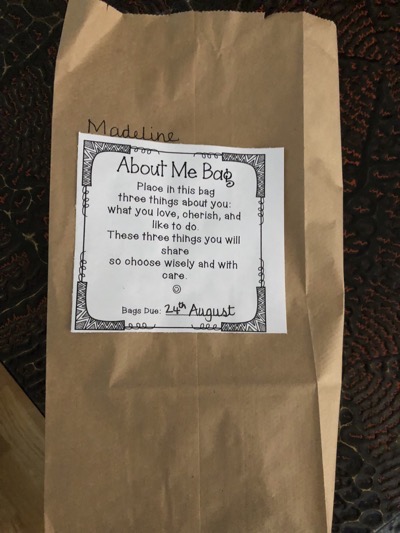 Madeline
About Me Bag
Place in this bag
three things about you:
what you love, cherish, and
like to do.
These three things you will
share
so choose wisely and with
care.
Bags Due: 24th August